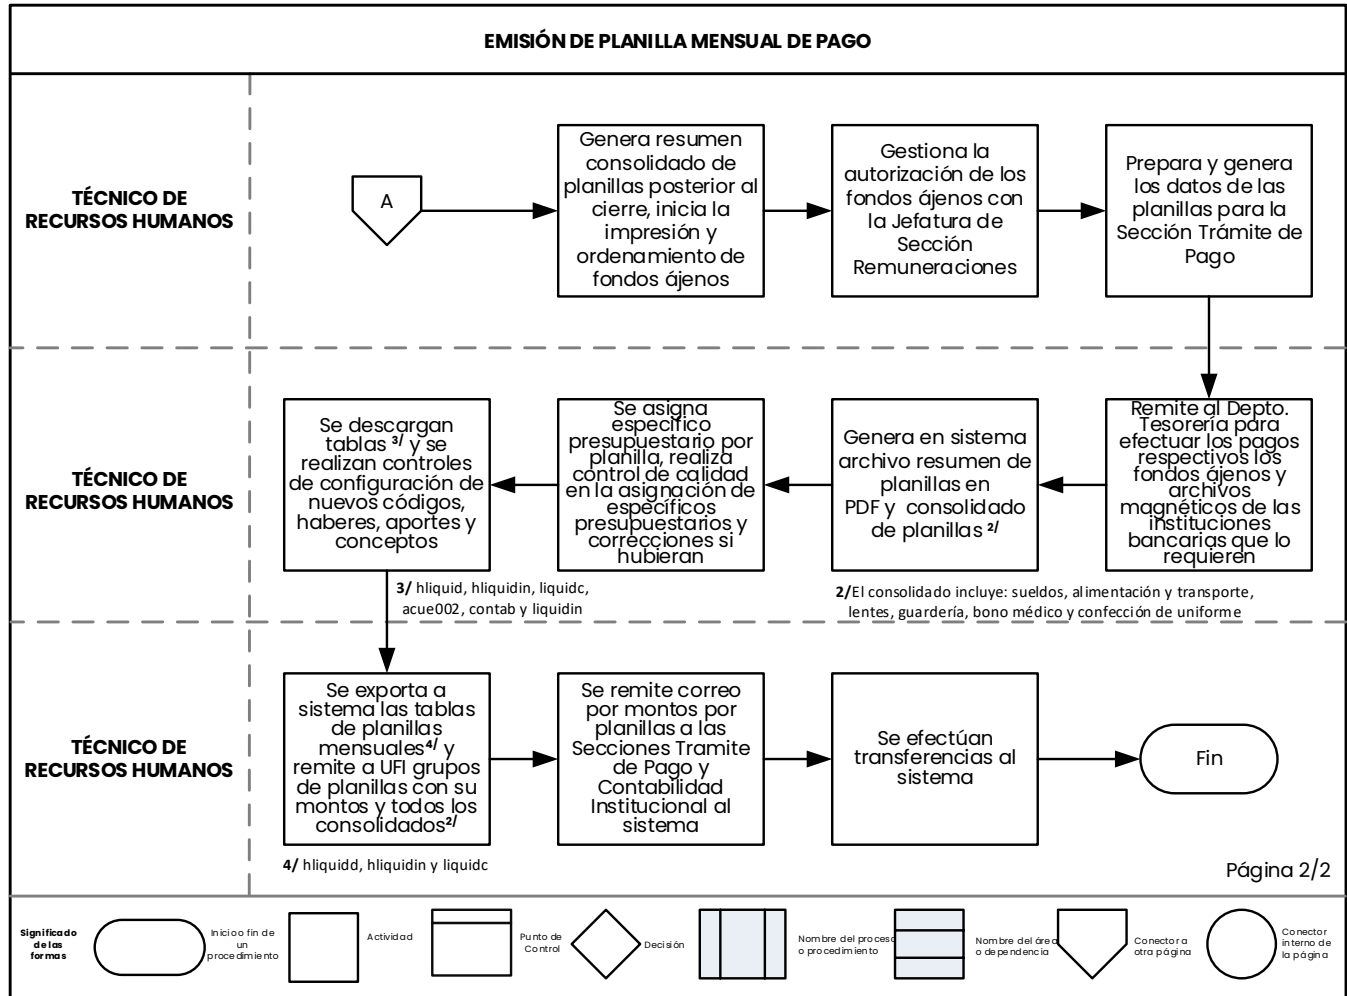 EMISIÓN DE PLANILLA MENSUAL DE PAGO
TÉCNICO DE
RECURSOS HUMANOS
A
Genera resumen
consolidado de
planillas posterior al
cierre, inicia la
impresión y
ordenamiento de
fondos ájenos
Gestiona la
autorización de los
fondos ájenos con
la Jefatura de
Sección
Remuneraciones
Prepara y genera
los datos de las
planillas para la
Sección Trámite de
Pago
TÉCNICO DE
RECURSOS HUMANOS
Se descargan
tablas ³/ y se
realizan controles
de configuración de
nuevos códigos,
haberes, aportes y
conceptos
Se asigna
específico
presupuestario por
planilla, realiza
control de calidad
en la asignación de
específicos
presupuestarios y
correcciones si
hubieran
Genera en sistema
archivo resumen de
planillas en
PDF y consolidado
de planillas ²/
Remite al Depto.
Tesorería para
efectuar los pagos
respectivos los
fondos ájenos y
archivos
magnéticos de las
instituciones
bancarias que lo
requieren
3/ hliquid, hliquidin, liquidc,
acue002, contab y liquidin
2/El consolidado incluye: sueldos, alimentación y transporte,
lentes, guardería, bono médico y confección de uniforme
TÉCNICO DE
RECURSOS HUMANOS
Se exporta a
sistema las tablas
de planillas
mensuales⁴/ y
remite a UFI grupos
de planillas con su
montos y todos los
consolidados²/
Se remite correo
por montos por
planillas a las
Secciones Tramite
de Pago y
Contabilidad
Institucional al
sistema
Se efectúan
transferencias al
sistema
Fin
4/ hliquidd, hliquidin y liquidc
Página 2/2
Significado
de las
formas
Inicio o fin de
un
procedimiento
Actividad
Punto de
Control
Decisión
Nombre del proceso
o procedimiento
Nombre del área
o dependencia
Conector a
otra página
Conector
interno de
la página